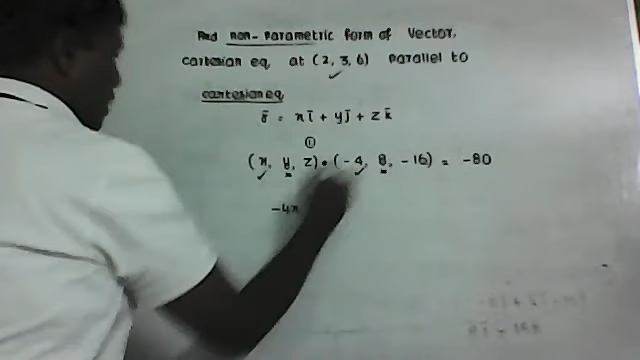 And non-Parametric form of Vector,
cartesian eq at (2, 3, 6) Parallel to
cartesian eq
r̄ = xī + yj̄ + zk̄
①
(x, y, z) • (-4, 8, -16) = -80
-4x